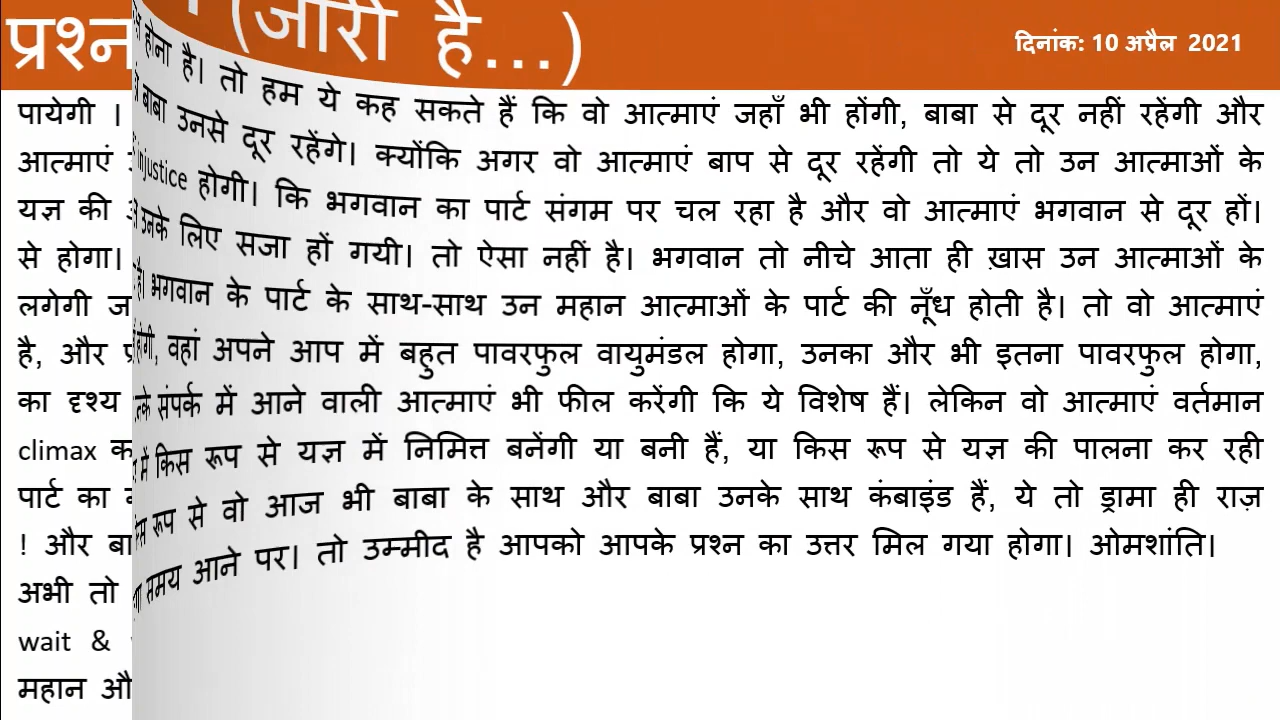 प्रश्न (जारी है...)
दिनांक: 10 अप्रैल 2021
पायेगी ।
आत्माएं
यज्ञ की
से होगा।
लगेगी
है, और
का दृश्य
climax
पार्ट का
! और
अभी तो
wait &
महान
होना है। तो हम ये कह सकते हैं कि वो आत्माएं जहाँ भी होंगी, बाबा से दूर नहीं रहेंगी और
बाबा उनसे दूर रहेंगे। क्योंकि अगर वो आत्माएं बाप से दूर रहेंगी तो ये तो उन आत्माओं के
injustice होगी। कि भगवान का पार्ट संगम पर चल रहा है और वो आत्माएं भगवान से दूर हों।
उनके लिए सजा हों गयी। तो ऐसा नहीं है। भगवान तो नीचे आता ही ख़ास उन आत्माओं के
है। भगवान के पार्ट के साथ-साथ उन महान आत्माओं के पार्ट की नूँध होती है। तो वो आत्माएं
होंगी, वहां अपने आप में बहुत पावरफुल वायुमंडल होगा, उनका और भी इतना पावरफुल होगा,
संपर्क में आने वाली आत्माएं भी फील करेंगी कि ये विशेष हैं। लेकिन वो आत्माएं वर्तमान
में किस रूप से यज्ञ में निमित्त बनेंगी या बनी हैं, या किस रूप से यज्ञ की पालना कर रही
रूप से वो आज भी बाबा के साथ और बाबा उनके साथ कंबाइंड हैं, ये तो ड्रामा ही राज़
समय आने पर। तो उम्मीद है आपको आपके प्रश्न का उत्तर मिल गया होगा। ओमशांति।